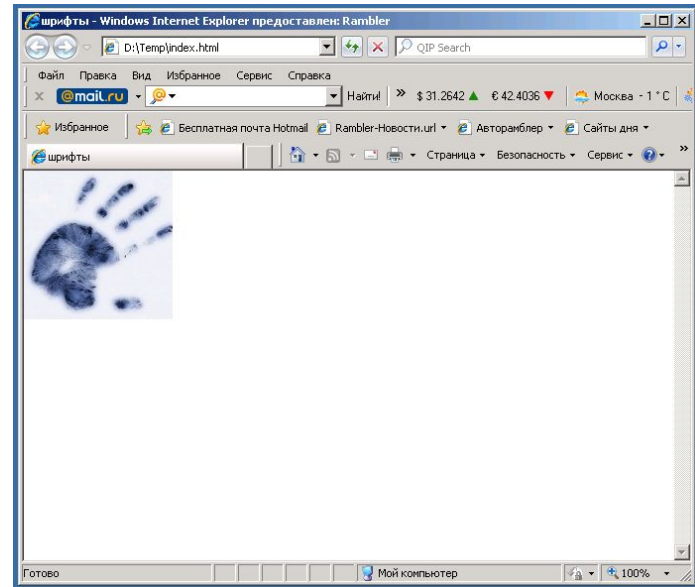 шрифты - Windows Internet Explorer предоставлен: Rambler
D:\Temp\index.html QIP Search
Файл Правка Вид Избранное Сервис Справка
@mail.ru Найти! » $ 31.2642 € 42.4036 Москва - 1 ° C
Избранное Бесплатная почта Hotmail Rambler-Новости.url Авторамблер Сайты дня
шрифты Страница Безопасность Сервис »
Готово Мой компьютер 100%